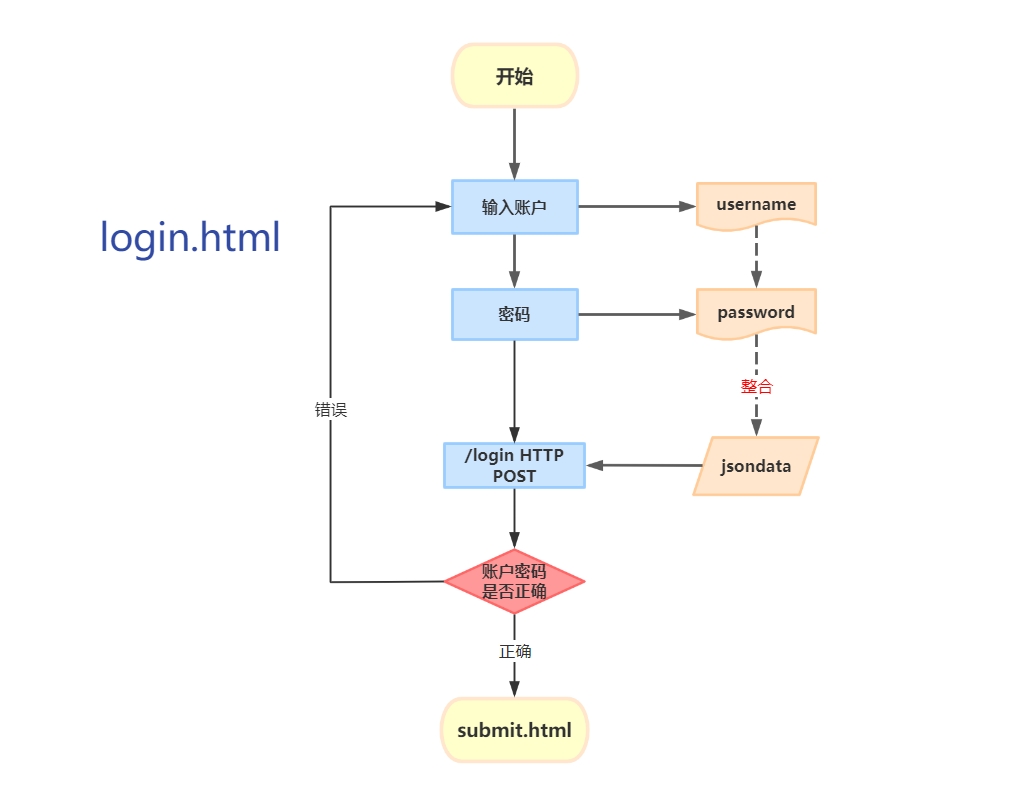 开始
login.html
输入账户
username
密码
password
整合
错误
/login HTTP
POST
jsondata
账户密码
是否正确
正确
submit.html